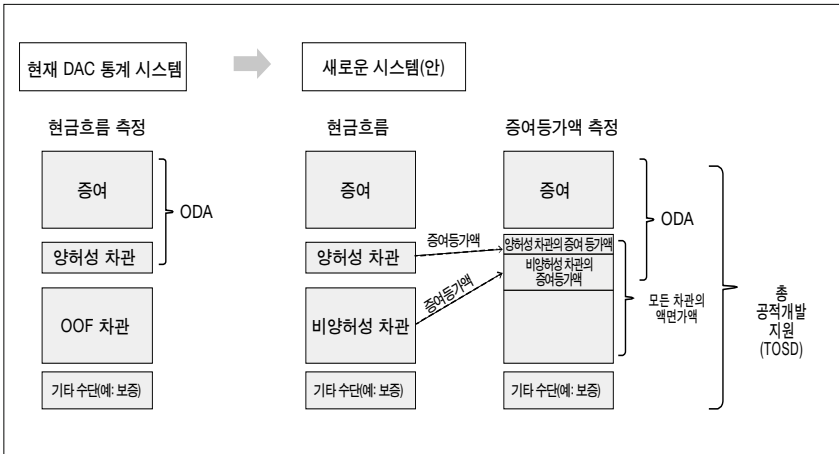 현재 DAC 통계 시스템
새로운 시스템(안)
현금흐름 측정
증여
양허성 차관
ODA
OOF 차관
기타 수단(예: 보증)
현금흐름
증여
양허성 차관
비양허성 차관
기타 수단(예: 보증)
증여등가액
증여등가액
증여등가액 측정
증여
양허성 차관의 증여 등가액
비양허성 차관의
증여등가액
기타 수단(예: 보증)
ODA
모든 차관의
액면가액
총
공적개발
지원
(TOSD)